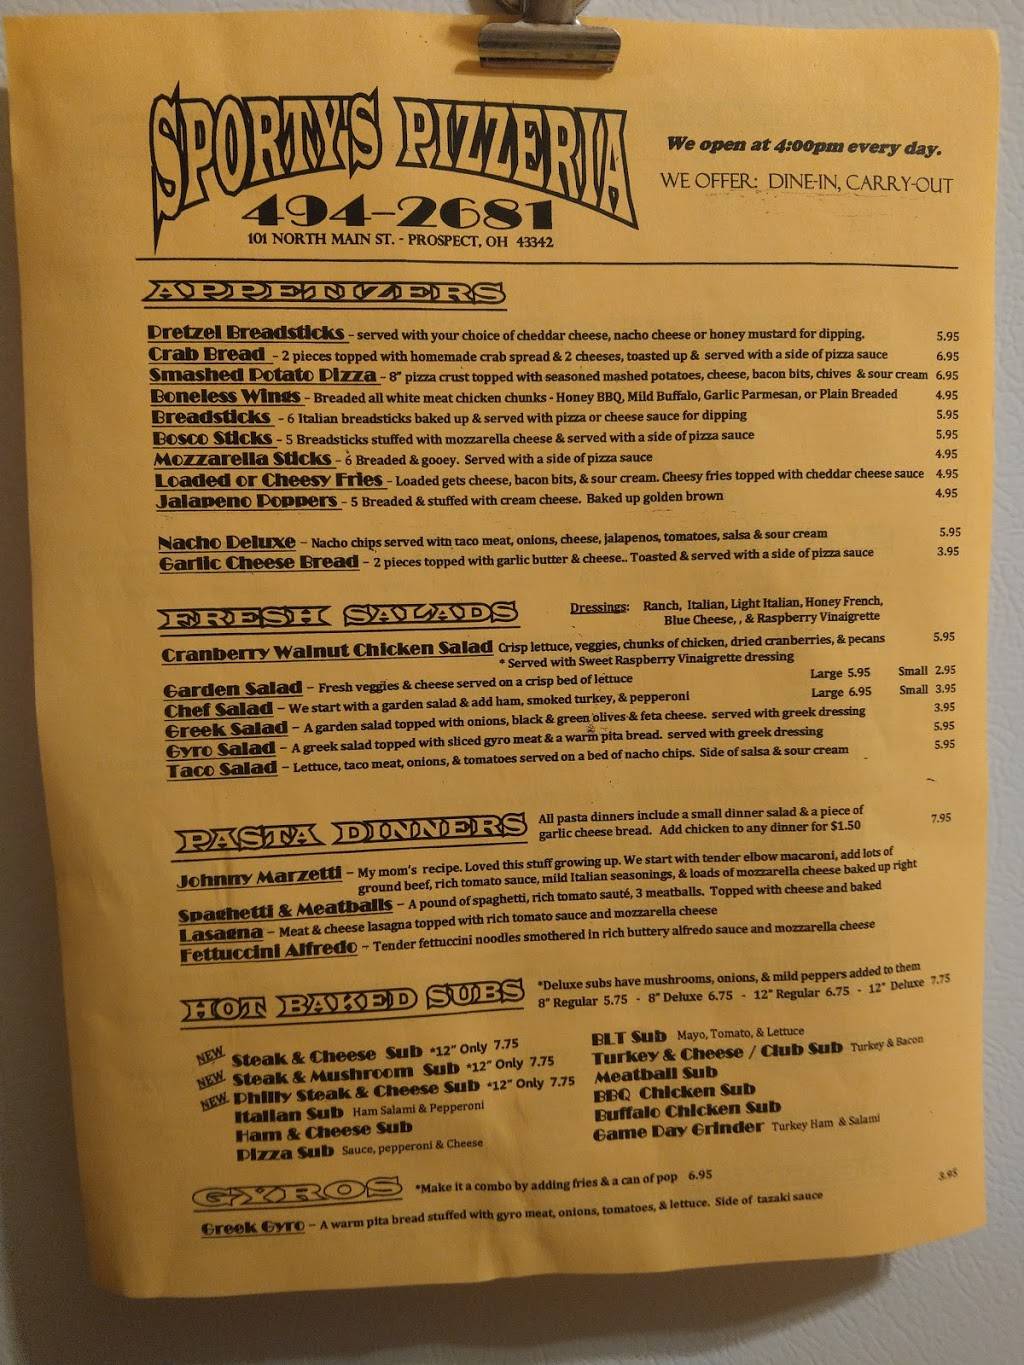 SPORTY'S PIZZERIA
494-2681
101 NORTH MAIN ST. - PROSPECT, OH 43342
We open at 4:00pm every day.
WE OFFER: DINE-IN, CARRY-OUT
APPETIZERS
Pretzel Breadsticks - served with your choice of cheddar cheese, nacho cheese or honey mustard for dipping. 5.95
Crab Bread - 2 pieces topped with homemade crab spread & 2 cheeses, toasted up & served with a side of pizza sauce 6.95
Smashed Potato Pizza - 8" pizza crust topped with seasoned mashed potatoes, cheese, bacon bits, chives & sour cream 6.95
Boneless Wings - Breaded all white meat chicken chunks - Honey BBQ, Mild Buffalo, Garlic Parmesan, or Plain Breaded 4.95
Breadsticks - 6 Italian breadsticks baked up & served with pizza or cheese sauce for dipping 5.95
Bosco Sticks - 5 Breadsticks stuffed with mozzarella cheese & served with a side of pizza sauce 5.95
Mozzarella Sticks - 6 Breaded & gooey. Served with a side of pizza sauce 4.95
Loaded or Cheesy Fries - Loaded gets cheese, bacon bits, & sour cream. Cheesy fries topped with cheddar cheese sauce 4.95
Jalapeno Poppers - 5 Breaded & stuffed with cream cheese. Baked up golden brown 4.95
Nacho Deluxe - Nacho chips served with taco meat, onions, cheese, jalapenos, tomatoes, salsa & sour cream 5.95
Garlic Cheese Bread - 2 pieces topped with garlic butter & cheese.. Toasted & served with a side of pizza sauce 3.95
FRESH SALADS
Dressings: Ranch, Italian, Light Italian, Honey French,
Blue Cheese, , & Raspberry Vinaigrette
Cranberry Walnut Chicken Salad Crisp lettuce, veggies, chunks of chicken, dried cranberries, & pecans 5.95
* Served with Sweet Raspberry Vinaigrette dressing
Garden Salad - Fresh veggies & cheese served on a crisp bed of lettuce Large 5.95 Small 2.95
Chef Salad - We start with a garden salad & add ham, smoked turkey, & pepperoni Large 6.95 Small 3.95
Greek Salad - A garden salad topped with onions, black & green olives & feta cheese. served with greek dressing 3.95
Gyro Salad - A greek salad topped with sliced gyro meat & a warm pita bread. served with greek dressing 5.95
Taco Salad - Lettuce, taco meat, onions, & tomatoes served on a bed of nacho chips. Side of salsa & sour cream 5.95
PASTA DINNERS
All pasta dinners include a small dinner salad & a piece of
garlic cheese bread. Add chicken to any dinner for $1.50 7.95
Johnny Marzetti - My mom's recipe. Loved this stuff growing up. We start with tender elbow macaroni, add lots of
ground beef, rich tomato sauce, mild Italian seasonings, & loads of mozzarella cheese baked up right
Spaghetti & Meatballs - A pound of spaghetti, rich tomato sauté, 3 meatballs. Topped with cheese and baked
Lasagna - Meat & cheese lasagna topped with rich tomato sauce and mozzarella cheese
Fettuccini Alfredo - Tender fettuccini noodles smothered in rich buttery alfredo sauce and mozzarella cheese
HOT BAKED SUBS
*Deluxe subs have mushrooms, onions, & mild peppers added to them
8" Regular 5.75 - 8" Deluxe 6.75 - 12" Regular 6.75 - 12" Deluxe 7.75
NEW Steak & Cheese Sub *12" Only 7.75
NEW Steak & Mushroom Sub *12" Only 7.75
NEW Philly Steak & Cheese Sub *12" Only 7.75
Italian Sub Ham Salami & Pepperoni
Ham & Cheese Sub
Pizza Sub Sauce, pepperoni & Cheese
BLT Sub Mayo, Tomato, & Lettuce
Turkey & Cheese / Club Sub Turkey & Bacon
Meatball Sub
BBQ Chicken Sub
Buffalo Chicken Sub
Game Day Grinder Turkey Ham & Salami
GYROS
*Make it a combo by adding fries & a can of pop 6.95
3.95
Greek Gyro - A warm pita bread stuffed with gyro meat, onions, tomatoes, & lettuce. Side of tazaki sauce